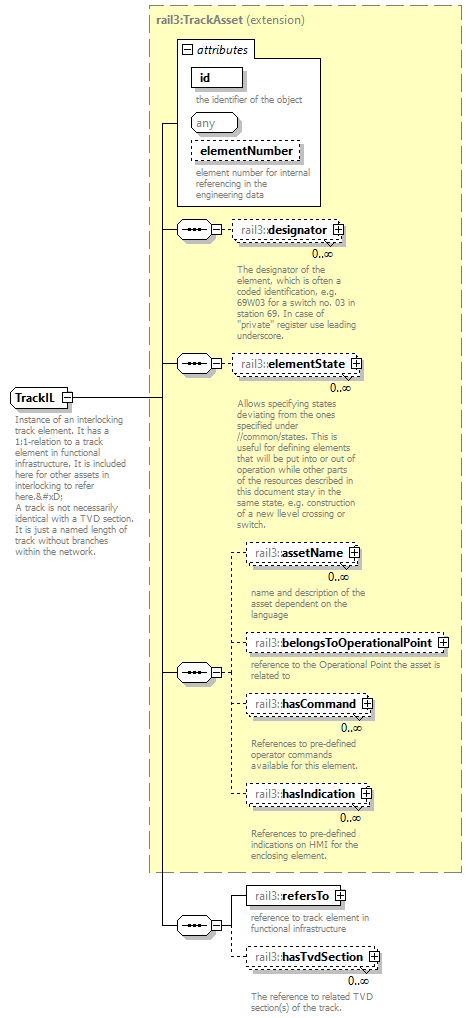 rail3:TrackAsset (extension)
attributes
id
the identifier of the object
any
elementNumber
element number for internal
referencing in the
engineering data
rail3::designator
0..∞
The designator of the
element, which is often a
coded identification, e.g.
69W03 for a switch no. 03 in
station 69. In case of
"private" register use leading
underscore.
rail3::elementState
0..∞
Allows specifying states
deviating from the ones
specified under
//common/states. This is
useful for defining elements
that will be put into or out of
operation while other parts
of the resources described in
this document stay in the
same state, e.g. construction
of a new llevel crossing or
switch.
TrackIL
Instance of an interlocking
track element. It has a
1:1-relation to a track
element in functional
infrastructure. It is included
here for other assets in
interlocking to refer
here.&#xD;
A track is not necessarily
identical with a TVD section.
It is just a named length of
track without branches
within the network.
rail3::assetName
0..∞
name and description of the
asset dependent on the
language
rail3::belongsToOperationalPoint
reference to the Operational Point the asset is
related to
rail3::hasCommand
0..∞
References to pre-defined
operator commands
available for this element.
rail3::hasIndication
0..∞
References to pre-defined
indications on HMI for the
enclosing element.
rail3::refersTo
reference to track element in
functional infrastructure
rail3::hasTvdSection
0..∞
The reference to related TVD
section(s) of the track.